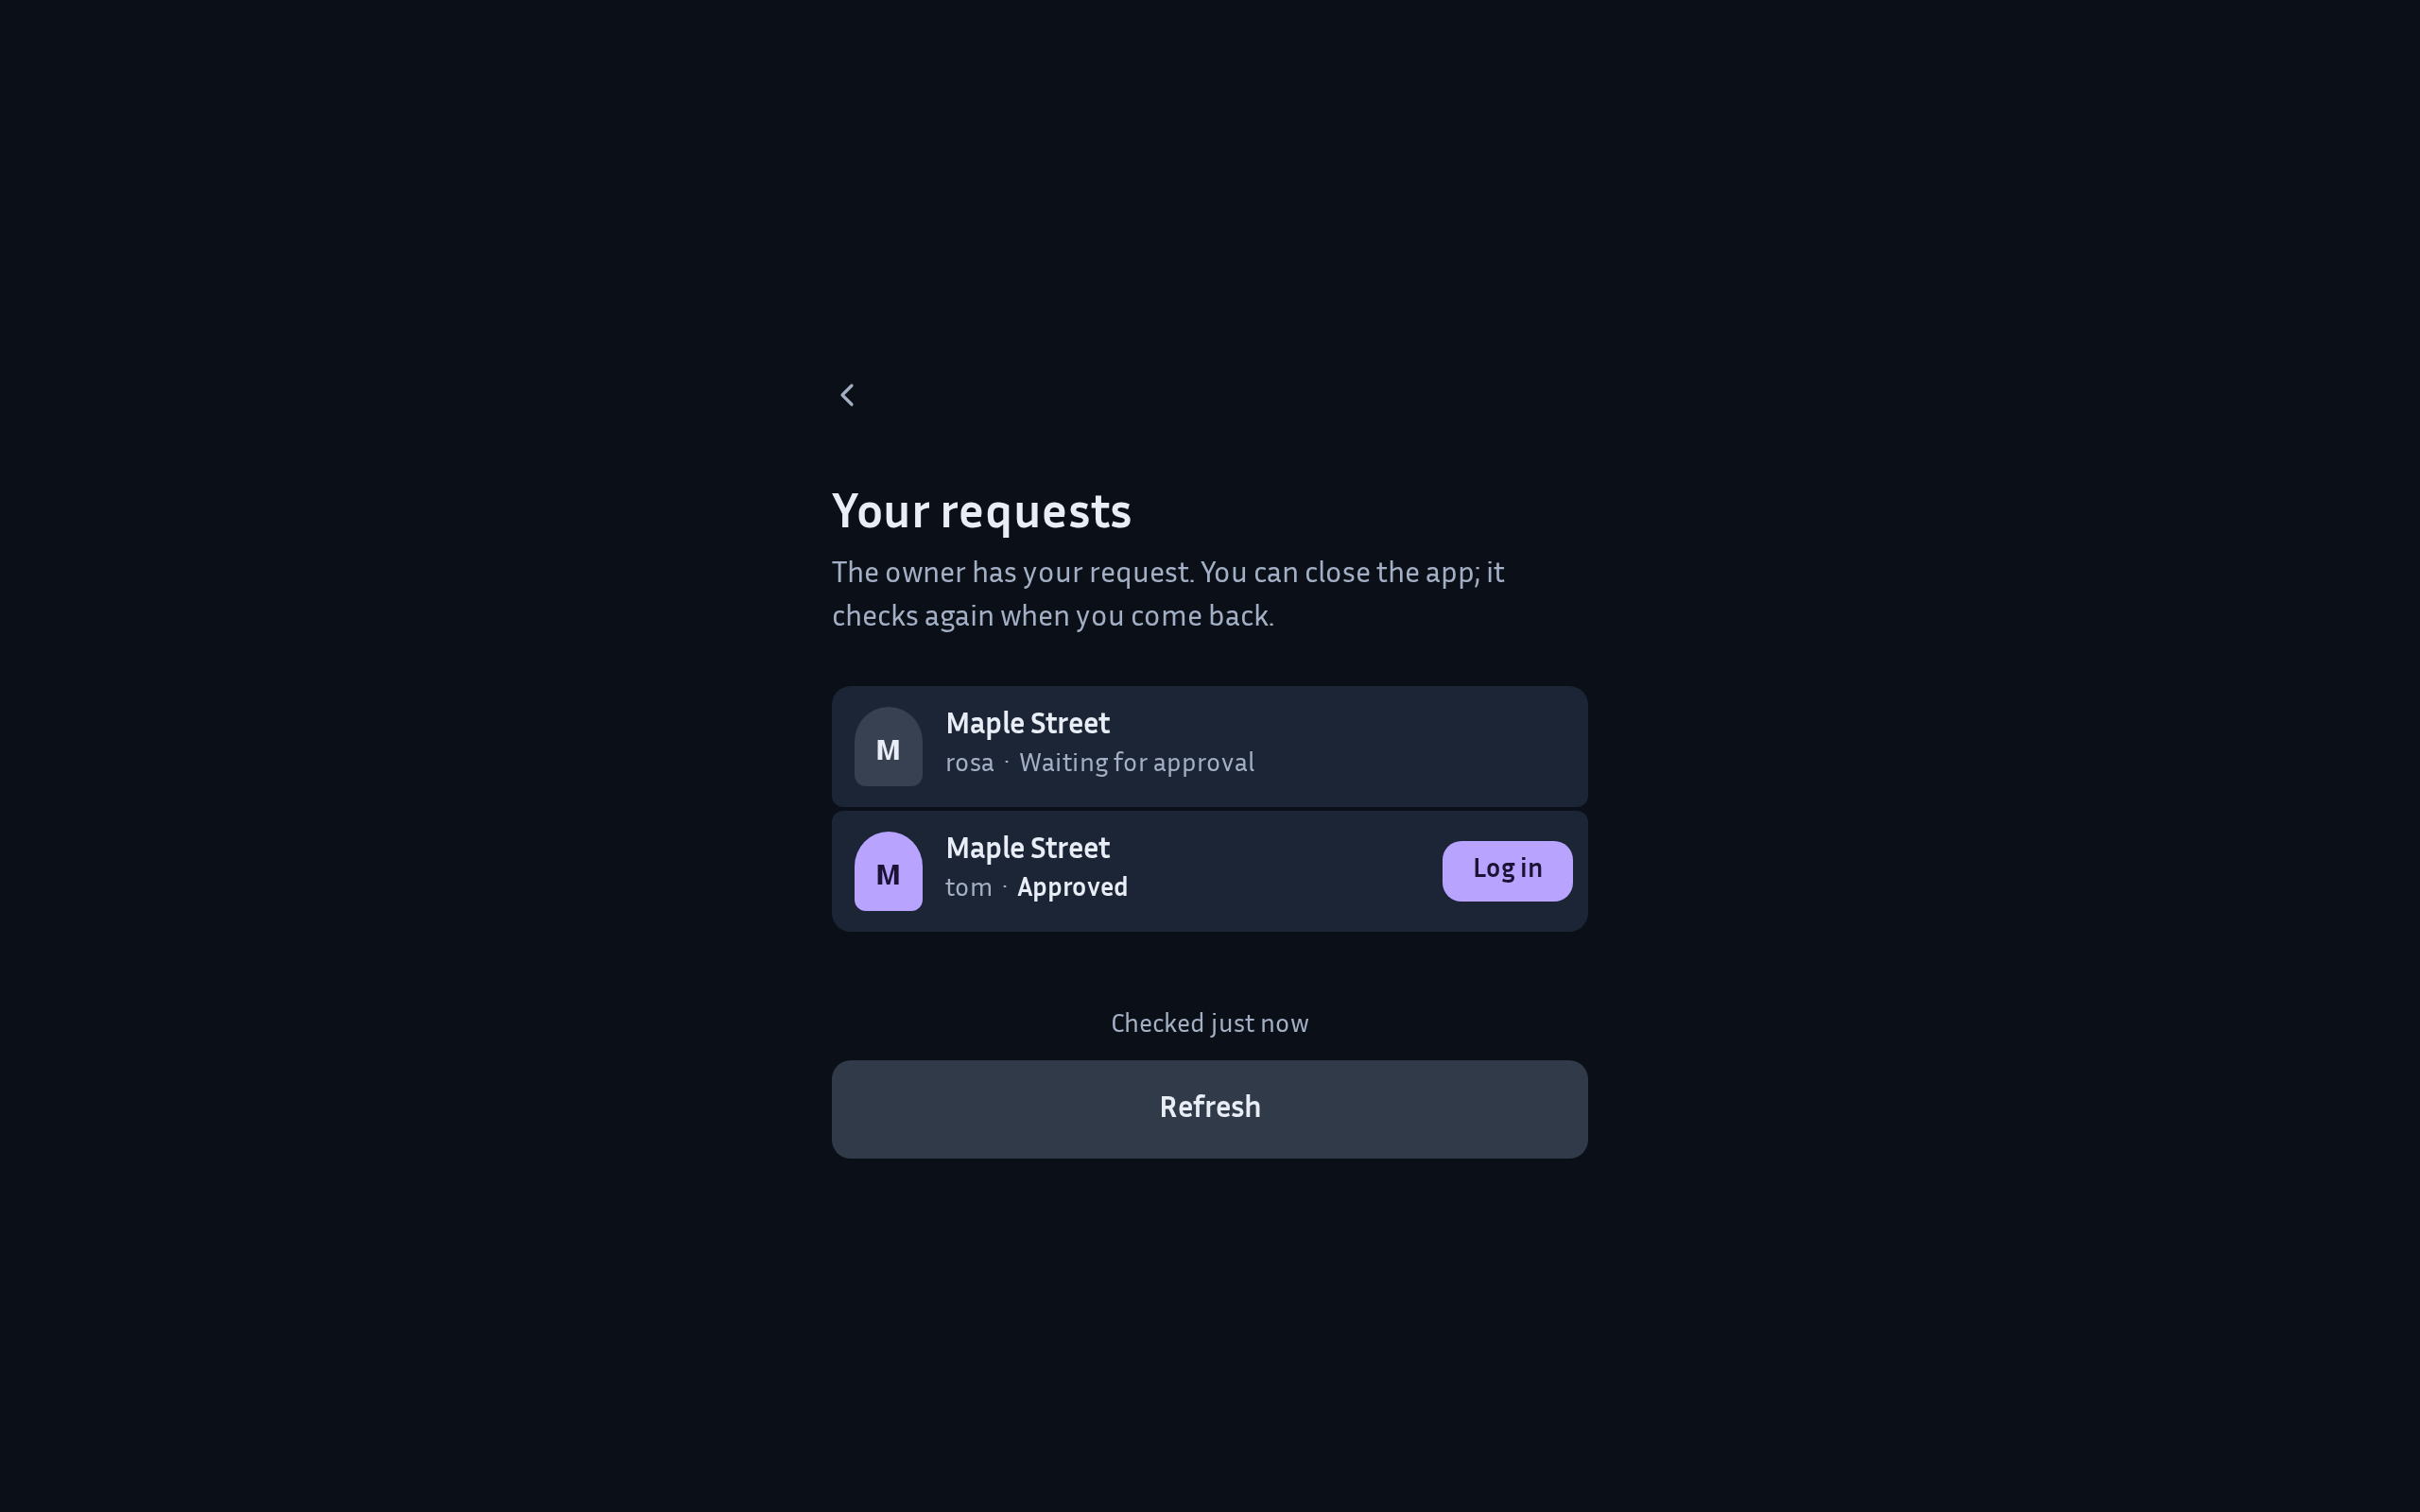 Your requests
The owner has your request. You can close the app; it
checks again when you come back.
M
Maple Street
rosa · Waiting for approval
M
Maple Street
tom · Approved
Log in
Checked just now
Refresh